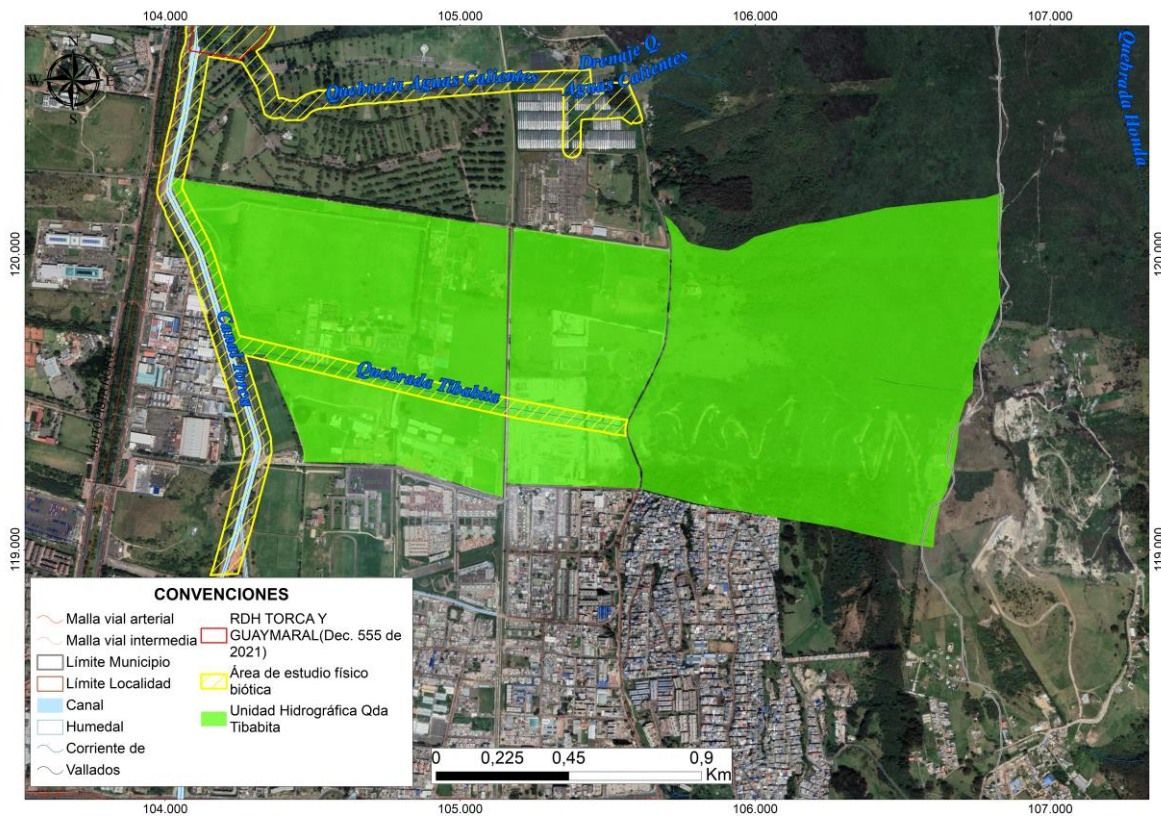 104.000 105.000 106.000 107.000
N
W E
S
Quebrada Aguas Calientes
Drenaje Q.
Aguas Calientes
Quebrada Honda
120.000 120.000
Canal Torca
Quebrada Tibabita
119.000 119.000
CONVENCIONES
Malla vial arterial
Malla vial intermedia
Límite Municipio
Límite Localidad
Canal
Humedal
Corriente de
Vallados
RDH TORCA Y
GUAYMARAL(Dec. 555 de
2021)
Área de estudio físico
biótica
Unidad Hidrográfica Qda
Tibabita
0 0,225 0,45 0,9
Km
104.000 105.000 106.000 107.000